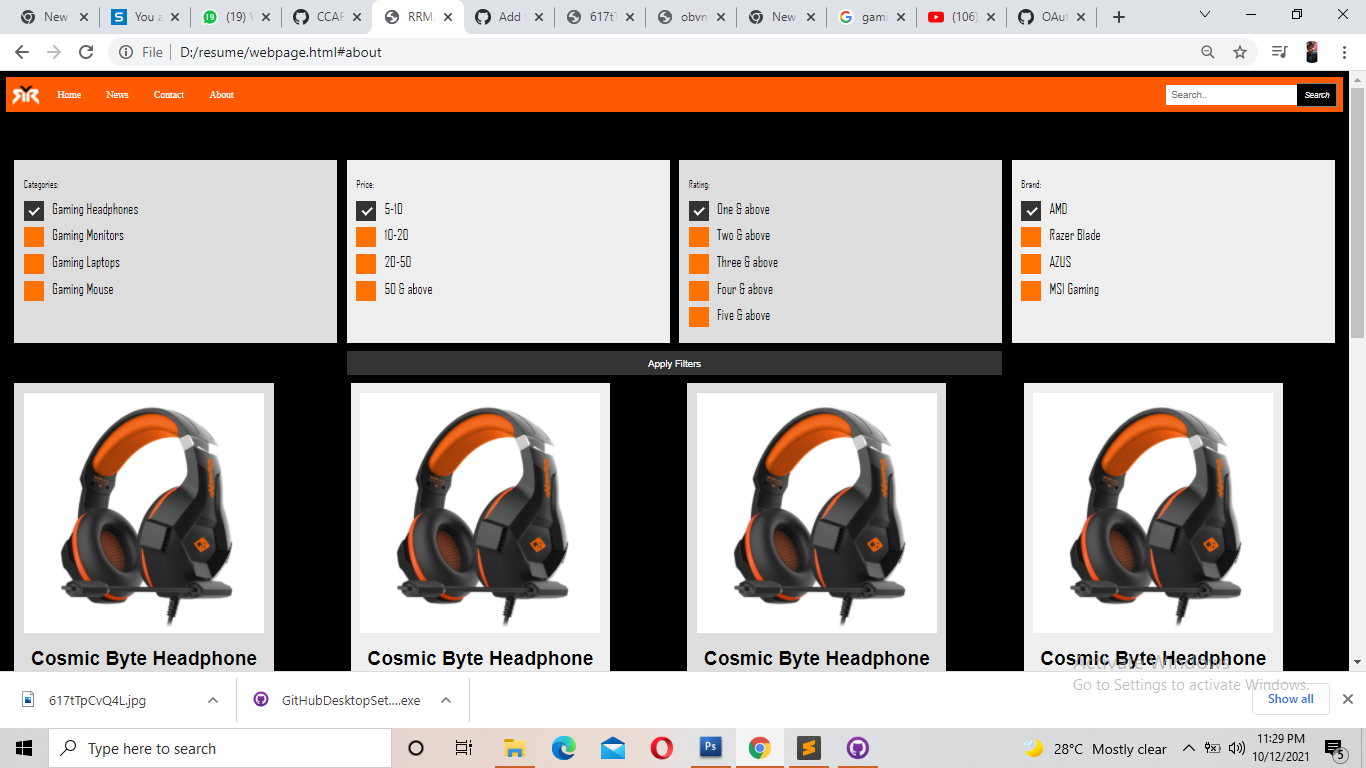 New
You a
(19)
CCAF
RRM
Add
617t
obvn
New
gam
(106)
OAu
File D:/resume/webpage.html#about
Home News Contact About
Search..
Search
Categories:
Gaming Headphones
Gaming Monitors
Gaming Laptops
Gaming Mouse
Price:
5-10
10-20
20-50
50 & above
Rating:
One & above
Two & above
Three & above
Four & above
Five & above
Brand:
AMD
Razer Blade
AZUS
MSI Gaming
Apply Filters
Cosmic Byte Headphone
Cosmic Byte Headphone
Cosmic Byte Headphone
Cosmic Byte Headphone
Activate Windows
Go to Settings to activate Windows.
617tTpCvQ4L.jpg
GitHubDesktopSet....exe
Show all
Type here to search
Ps
28°C Mostly clear
11:29 PM
10/12/2021
5